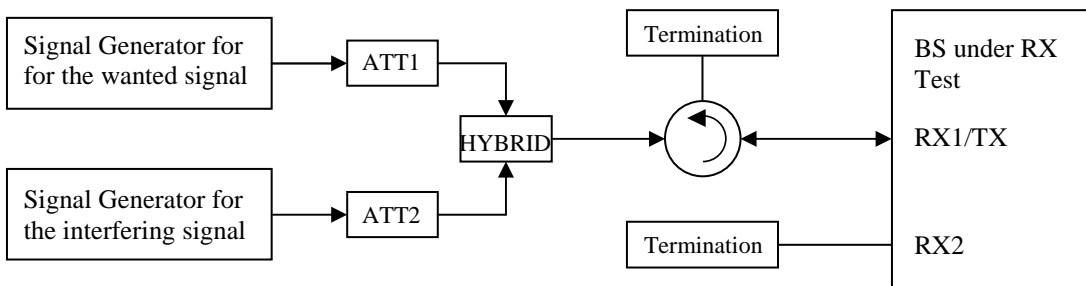 Signal Generator for
for the wanted signal
ATT1
HYBRID
Signal Generator for
the interfering signal
ATT2
Termination
Termination
BS under RX
Test
RX1/TX
RX2